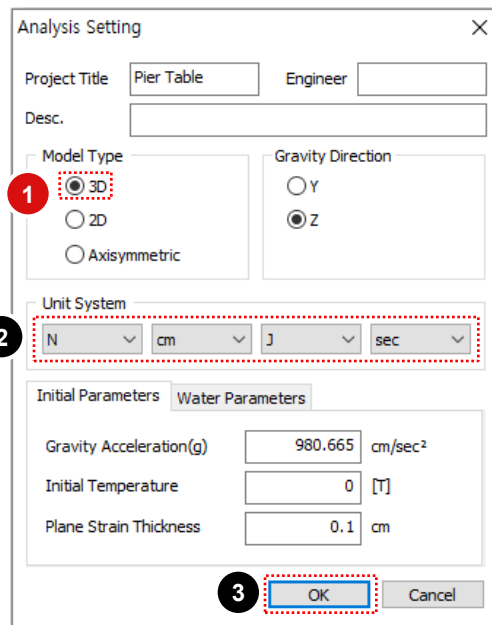 Analysis Setting
Project Title Pier Table Engineer
Desc.
Model Type Gravity Direction
1 3D Y
2D Z
Axisymmetric
Unit System
2 N cm J sec
Initial Parameters Water Parameters
Gravity Acceleration(g) 980.665 cm/sec²
Initial Temperature 0 [T]
Plane Strain Thickness 0.1 cm
3 OK Cancel